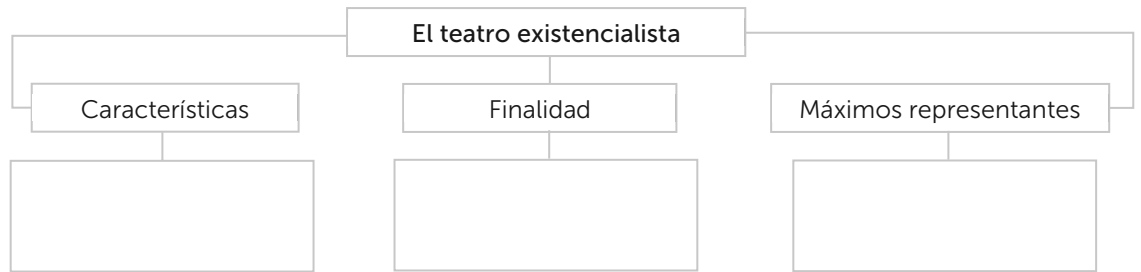 El teatro existencialista
Características
Finalidad
Máximos representantes